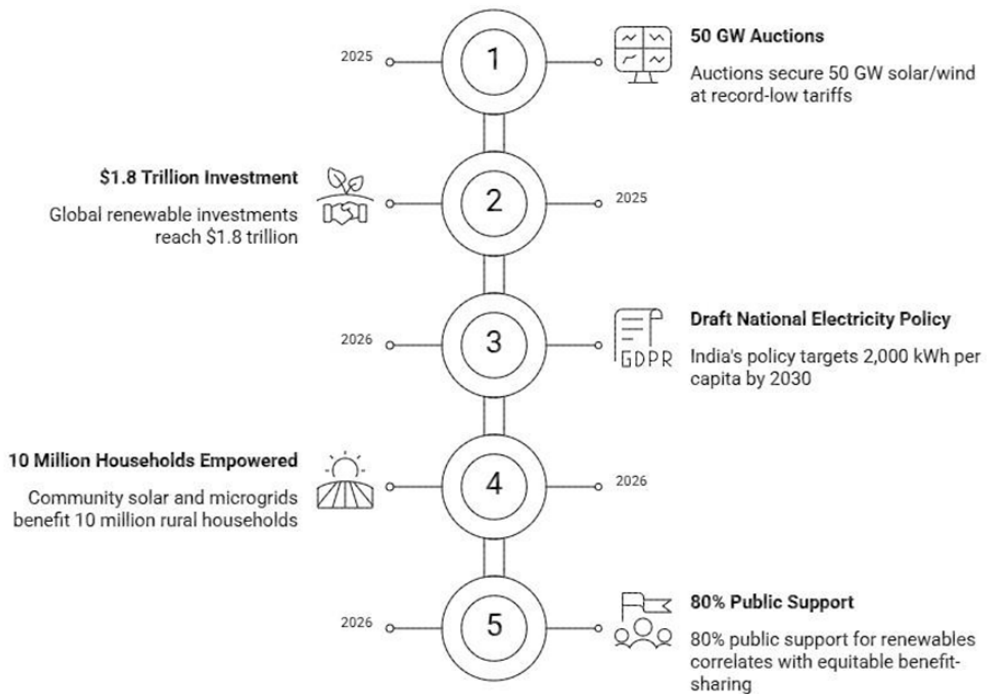 2025
1
50 GW Auctions
Auctions secure 50 GW solar/wind
at record-low tariffs
$1.8 Trillion Investment
Global renewable investments
reach $1.8 trillion
2
2025
2026
3
GDPR
Draft National Electricity Policy
India's policy targets 2,000 kWh per
capita by 2030
10 Million Households Empowered
Community solar and microgrids
benefit 10 million rural households
4
2026
2026
5
80% Public Support
80% public support for renewables
correlates with equitable benefit-
sharing